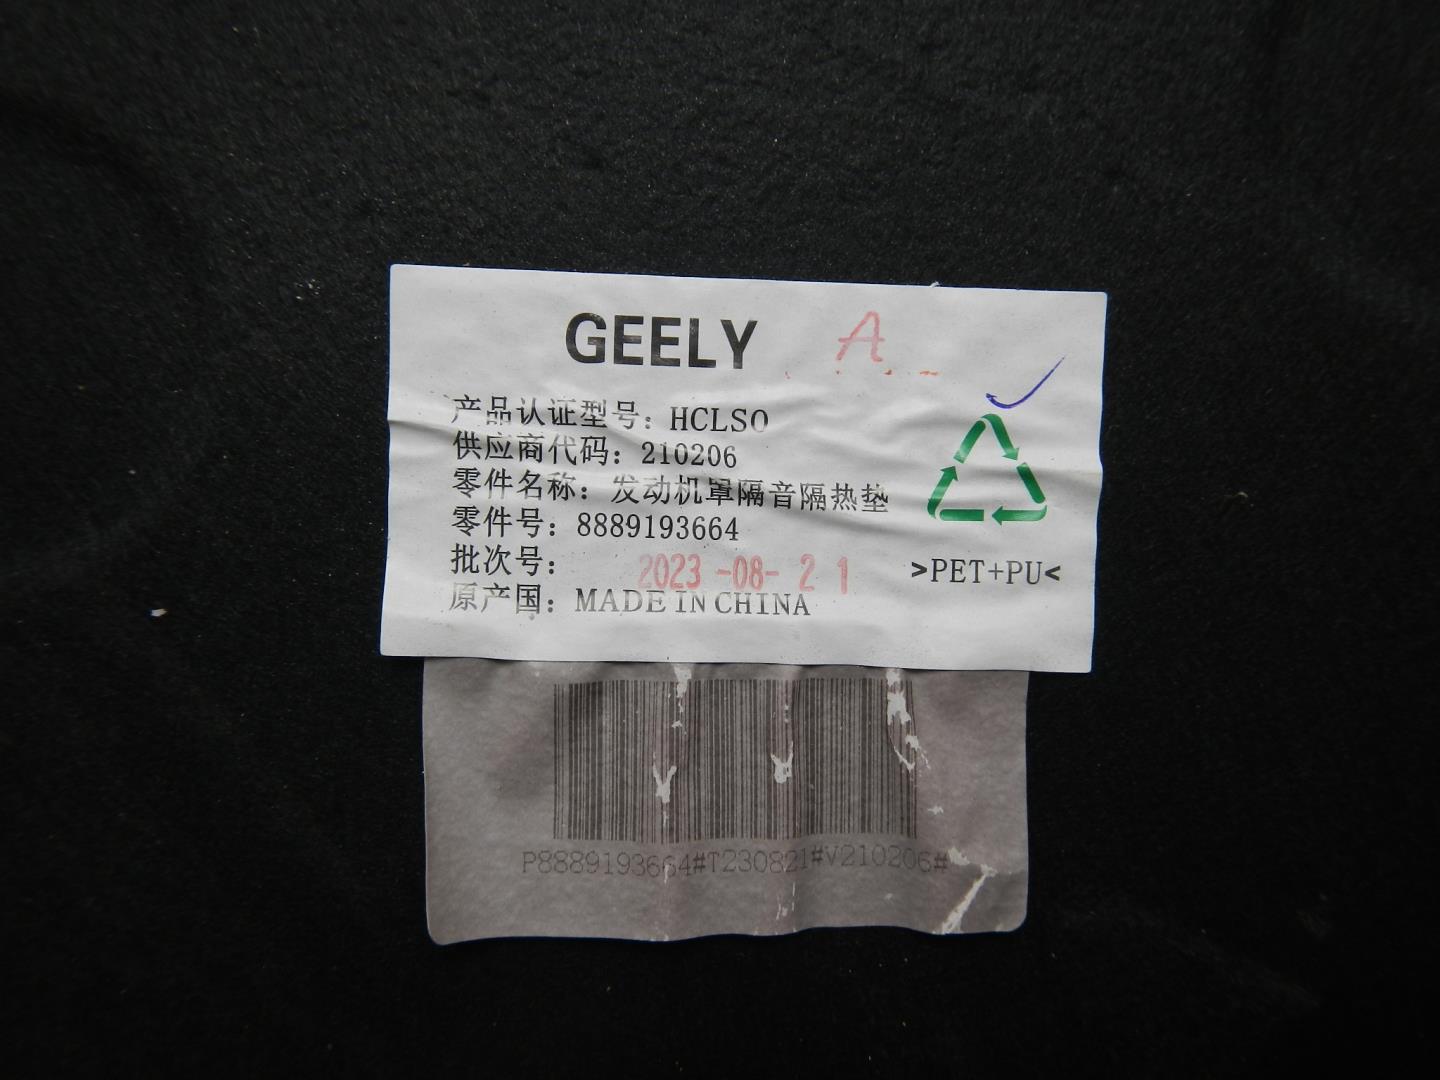 GEELY A
产品认证型号：HCLSO
供应商代码：210206
零件名称：发动机罩隔音隔热垫
零件号：8889193664
批次号：2023-08-21
>PET+PU<
原产国：MADE IN CHINA
P8889193664#T230821#V210206#